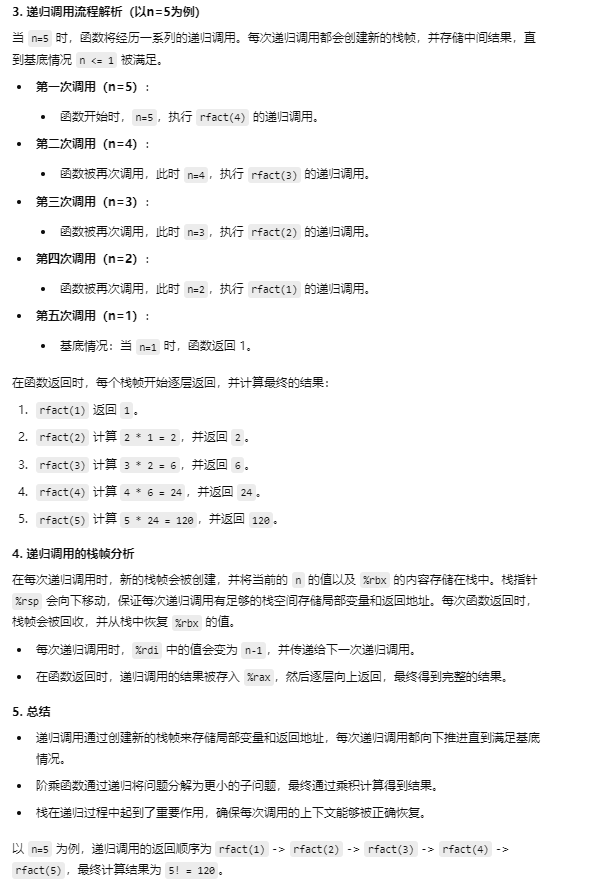 3. 递归调用流程解析（以n=5为例）
当 n=5 时，函数将经历一系列的递归调用。每次递归调用都会创建新的栈帧，并存储中间结果，直
到基底情况 n <= 1 被满足。
• 第一次调用（n=5）：
• 函数开始时，n=5，执行 rfact(4) 的递归调用。
• 第二次调用（n=4）：
• 函数被再次调用，此时 n=4，执行 rfact(3) 的递归调用。
• 第三次调用（n=3）：
• 函数被再次调用，此时 n=3，执行 rfact(2) 的递归调用。
• 第四次调用（n=2）：
• 函数被再次调用，此时 n=2，执行 rfact(1) 的递归调用。
• 第五次调用（n=1）：
• 基底情况：当 n=1 时，函数返回 1。
在函数返回时，每个栈帧开始逐层返回，并计算最终的结果：
1. rfact(1) 返回 1。
2. rfact(2) 计算 2 * 1 = 2，并返回 2。
3. rfact(3) 计算 3 * 2 = 6，并返回 6。
4. rfact(4) 计算 4 * 6 = 24，并返回 24。
5. rfact(5) 计算 5 * 24 = 120，并返回 120。
4. 递归调用的栈帧分析
在每次递归调用时，新的栈帧会被创建，并将当前的 n 的值以及 %rbx 的内容存储在栈中。栈指针
%rsp 会向下移动，保证每次递归调用有足够的栈空间存储局部变量和返回地址。每次函数返回时，
栈帧会被回收，并从栈中恢复 %rbx 的值。
• 每次递归调用时，%rdi 中的值会变为 n-1，并传递给下一次递归调用。
• 在函数返回时，递归调用的结果被存入 %rax，然后逐层向上返回，最终得到完整的结果。
5. 总结
• 递归调用通过创建新的栈帧来存储局部变量和返回地址，每次递归调用都向下推进直到满足基底
情况。
• 阶乘函数通过递归将问题分解为更小的子问题，最终通过乘积计算得到结果。
• 栈在递归过程中起到了重要作用，确保每次调用的上下文能够被正确恢复。
以 n=5 为例，递归调用的返回顺序为 rfact(1) -> rfact(2) -> rfact(3) -> rfact(4) ->
rfact(5)，最终计算结果为 5! = 120。